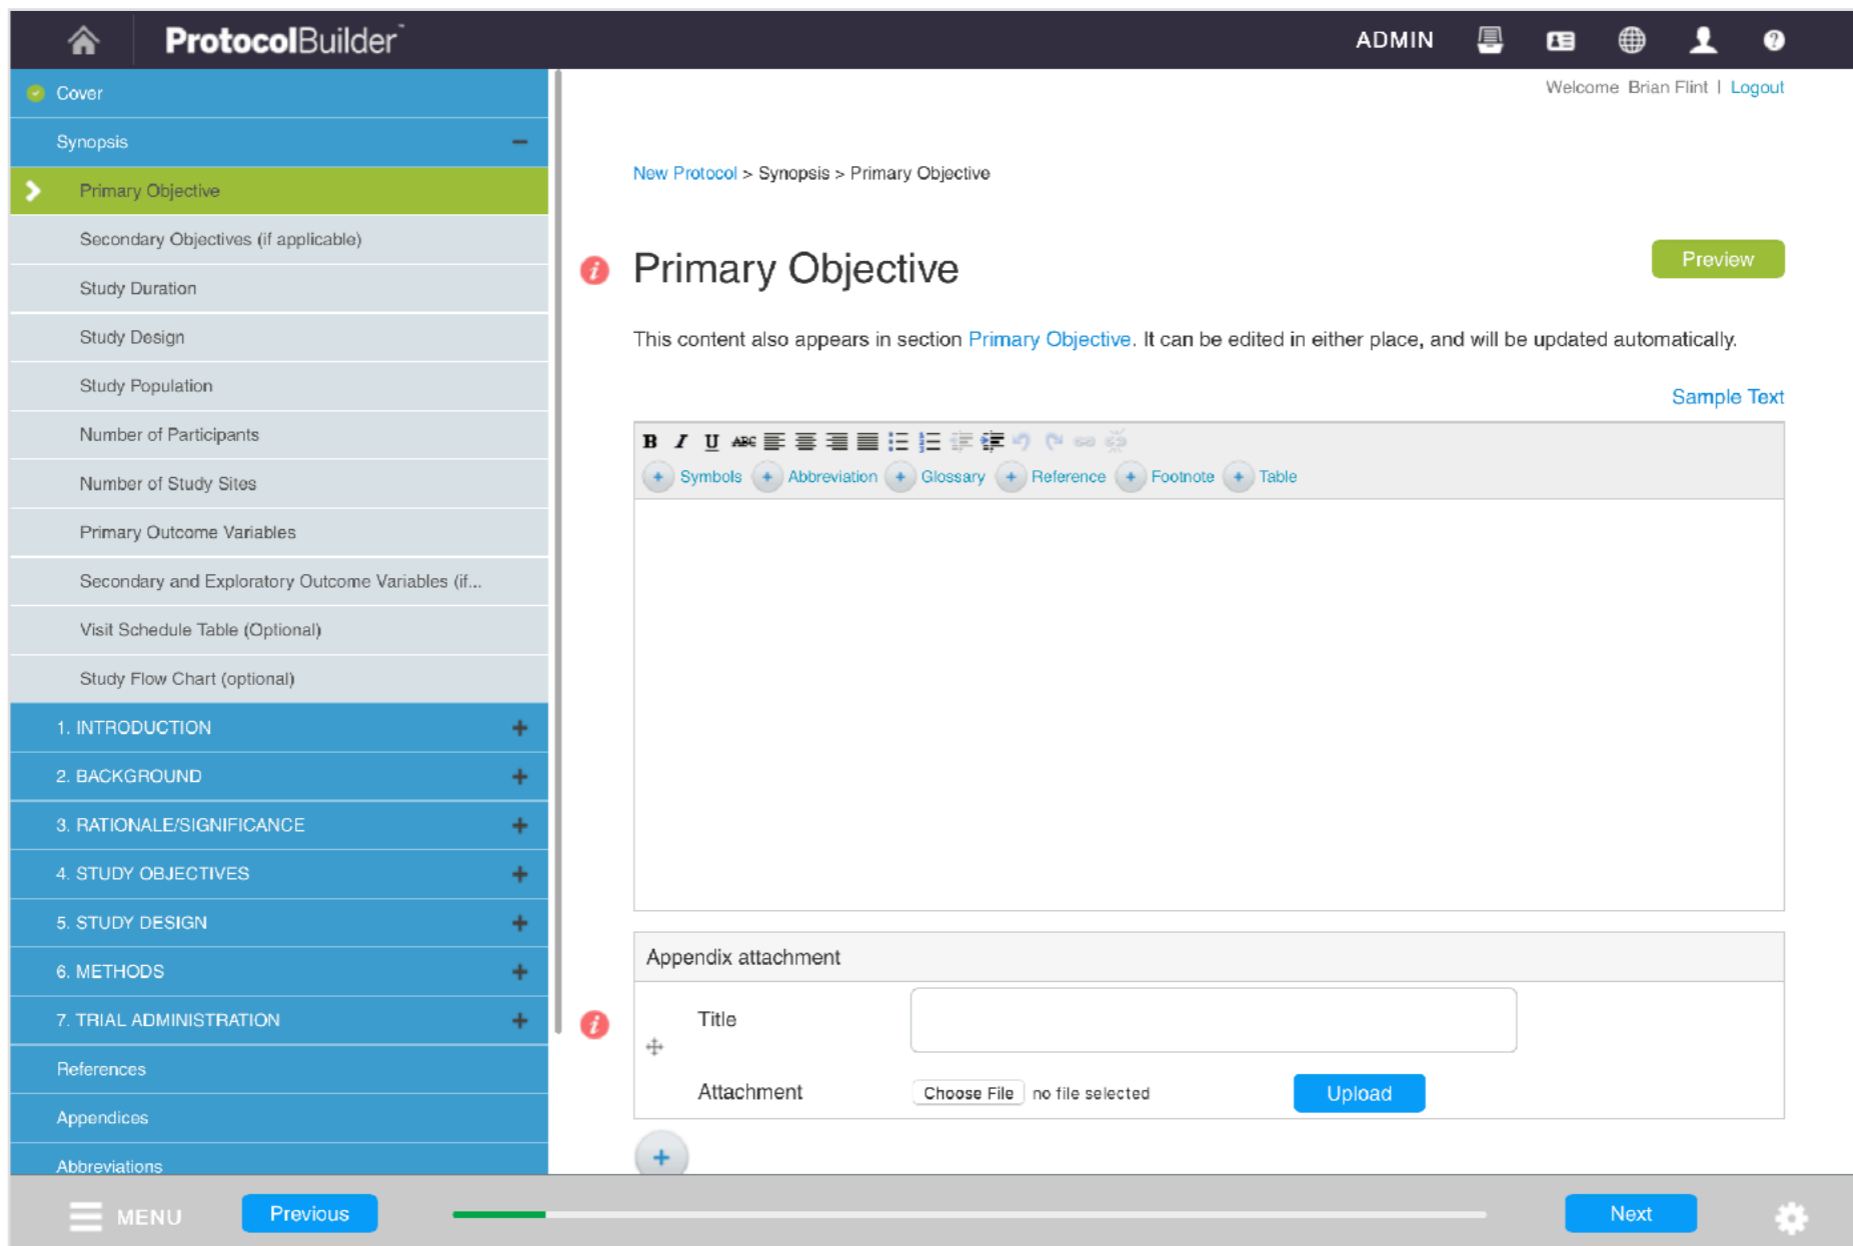 ProtocolBuilder™
ADMIN
Welcome Brian Flint | Logout
Cover
Synopsis
Primary Objective
Secondary Objectives (if applicable)
Study Duration
Study Design
Study Population
Number of Participants
Number of Study Sites
Primary Outcome Variables
Secondary and Exploratory Outcome Variables (if...
Visit Schedule Table (Optional)
Study Flow Chart (optional)
1. INTRODUCTION
2. BACKGROUND
3. RATIONALE/SIGNIFICANCE
4. STUDY OBJECTIVES
5. STUDY DESIGN
6. METHODS
7. TRIAL ADMINISTRATION
References
Appendices
Abbreviations
New Protocol > Synopsis > Primary Objective
Primary Objective
Preview
This content also appears in section Primary Objective. It can be edited in either place, and will be updated automatically.
Sample Text
B I U ABC
Symbols Abbreviation Glossary Reference Footnote Table
Appendix attachment
Title
Attachment Choose File no file selected Upload
MENU Previous Next